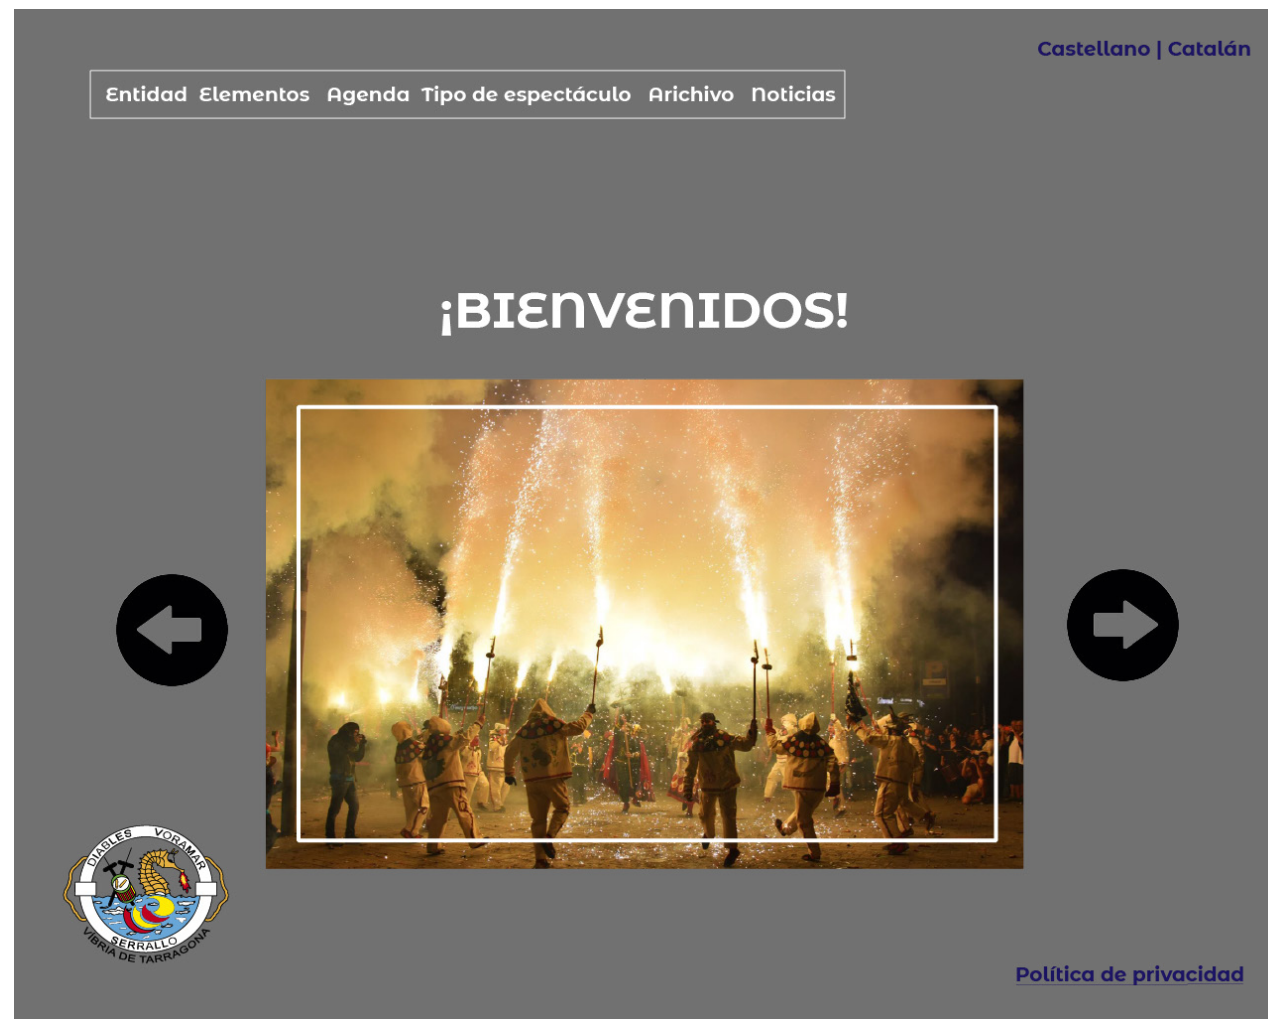 Castellano | Catalán
Entidad Elementos Agenda Tipo de espectáculo Arichivo Noticias
¡BIENVENIDOS!
DIABLES VORAMAR
SERRALLO
VÍBRIA DE TARRAGONA
Política de privacidad